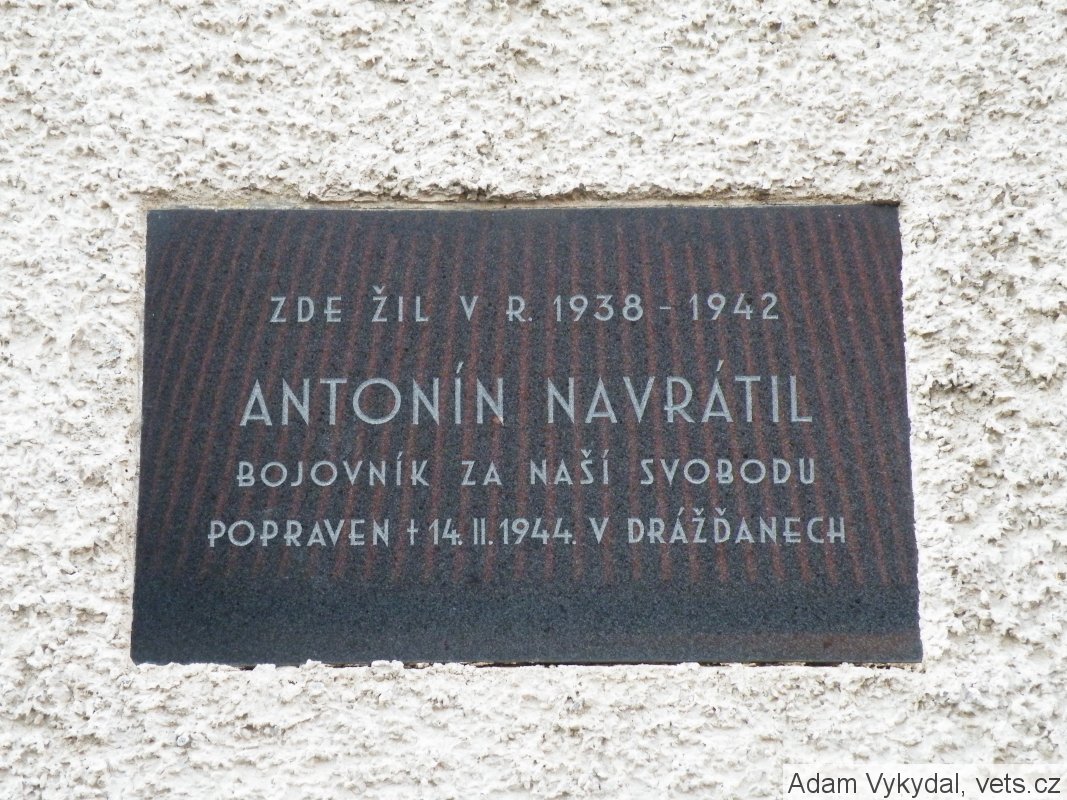 ZDE ŽIL V R. 1938 - 1942
ANTONÍN NAVRÁTIL
BOJOVNÍK ZA NAŠÍ SVOBODU
POPRAVEN † 14. II. 1944. V DRÁŽĎANECH
Adam Vykydal, vets.cz